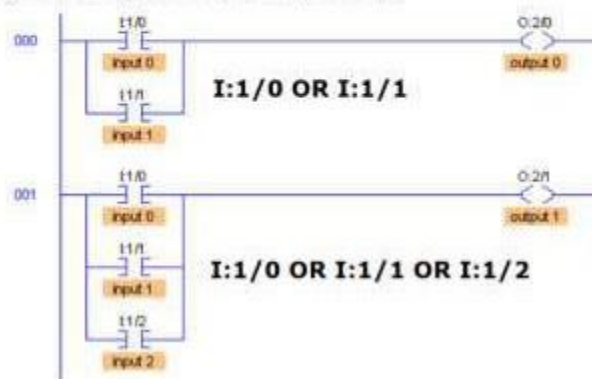 I:1/0 O:2/0
000
input 0 output 0
I:1/1 I:1/0 OR I:1/1
input 1
I:1/0 O:2/1
001
input 0 output 1
I:1/1
I:1/0 OR I:1/1 OR I:1/2
input 1
I:1/2
input 2